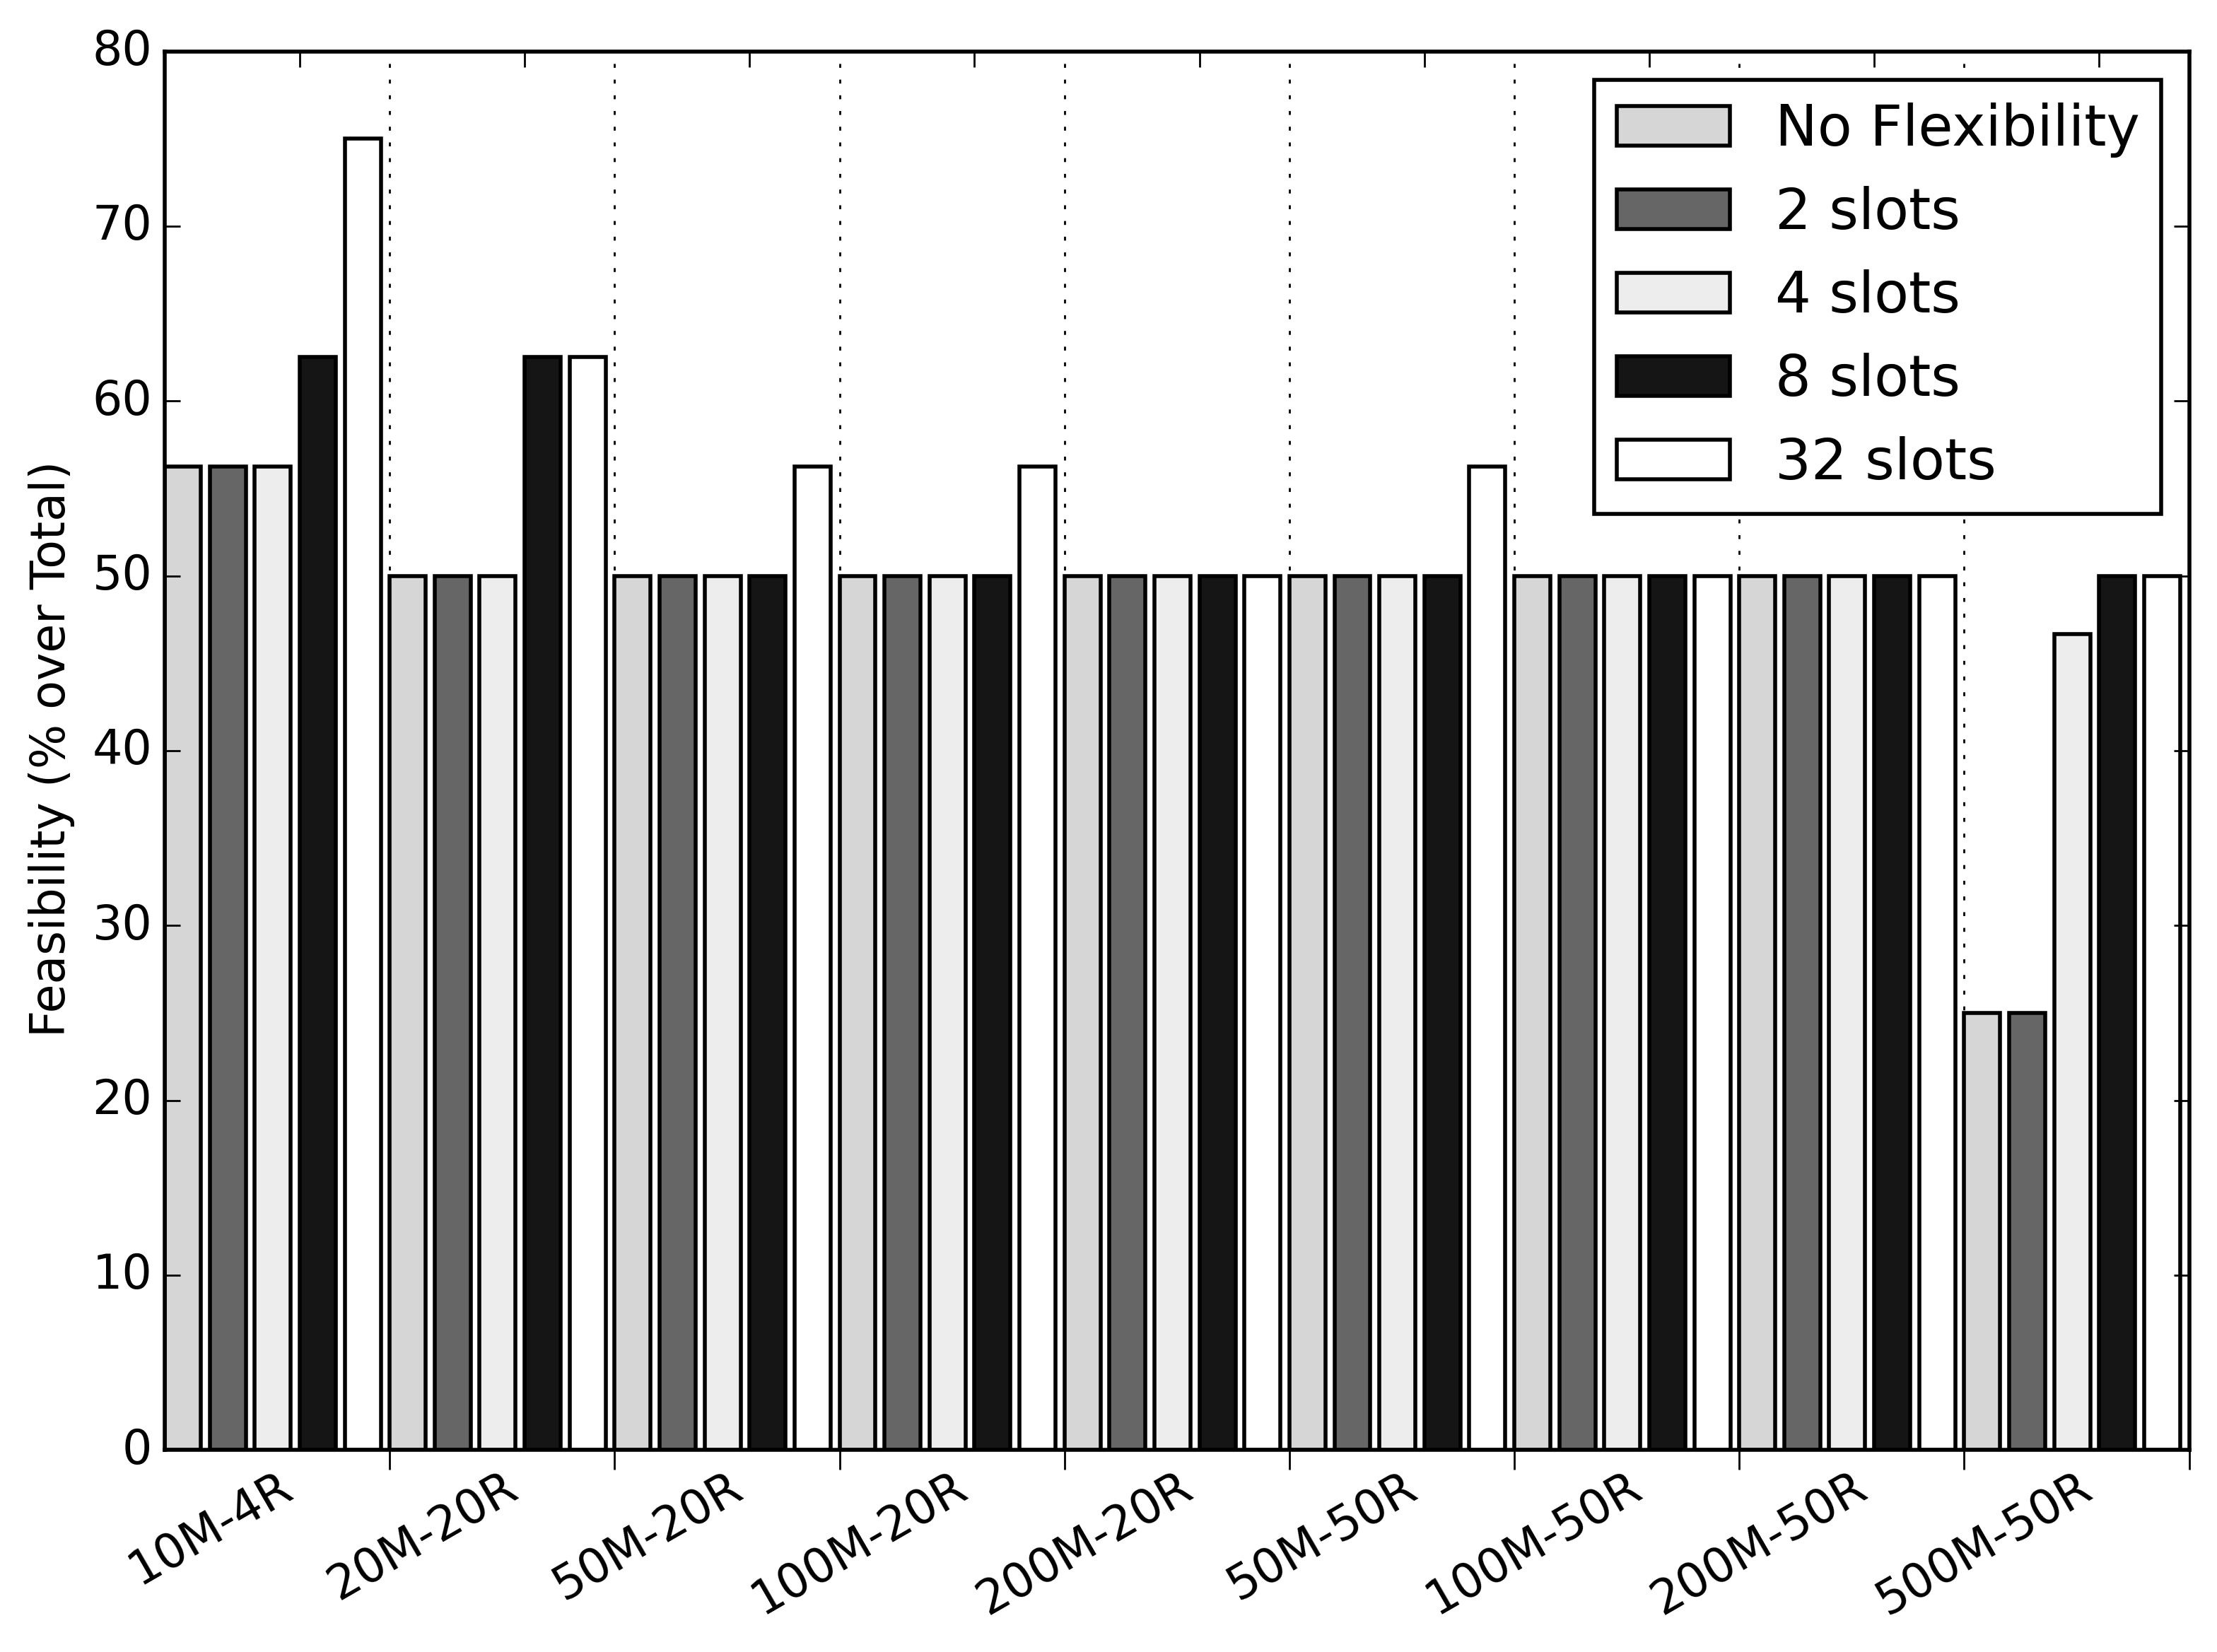 80
70
60
50
40
30
20
10
0
Feasibility (% over Total)
No Flexibility
2 slots
4 slots
8 slots
32 slots
10M-4R
20M-20R
50M-20R
100M-20R
200M-20R
50M-50R
100M-50R
200M-50R
500M-50R